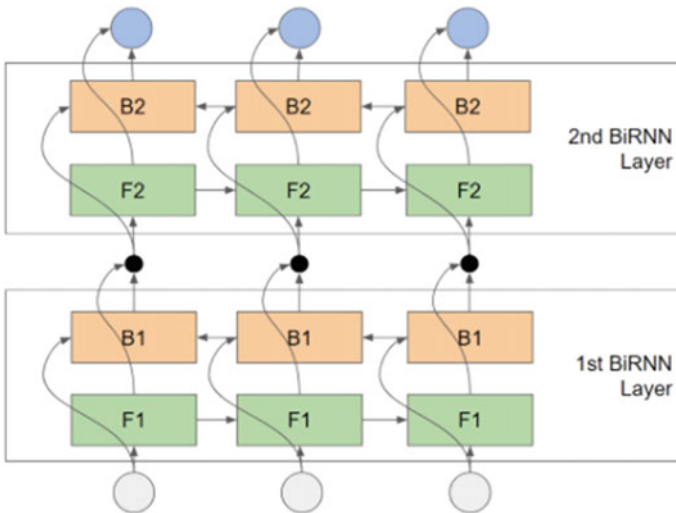 B2 B2 B2
2nd BiRNN
Layer
F2 F2 F2
B1 B1 B1
1st BiRNN
Layer
F1 F1 F1